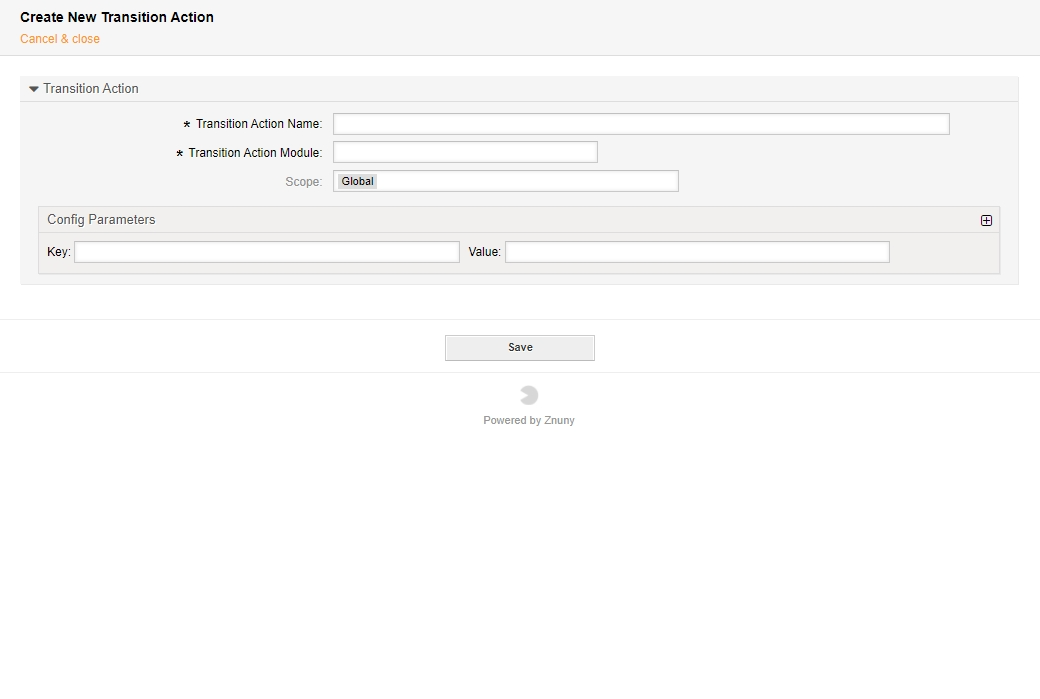 Create New Transition Action
Cancel & close
Transition Action
* Transition Action Name:
* Transition Action Module:
Scope: Global
Config Parameters
Key: Value:
Save
Powered by Znuny